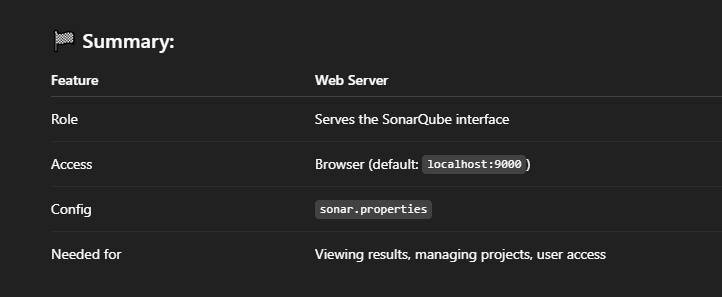 🏁 Summary:
Feature Web Server
Role Serves the SonarQube interface
Access Browser (default: localhost:9000)
Config sonar.properties
Needed for Viewing results, managing projects, user access